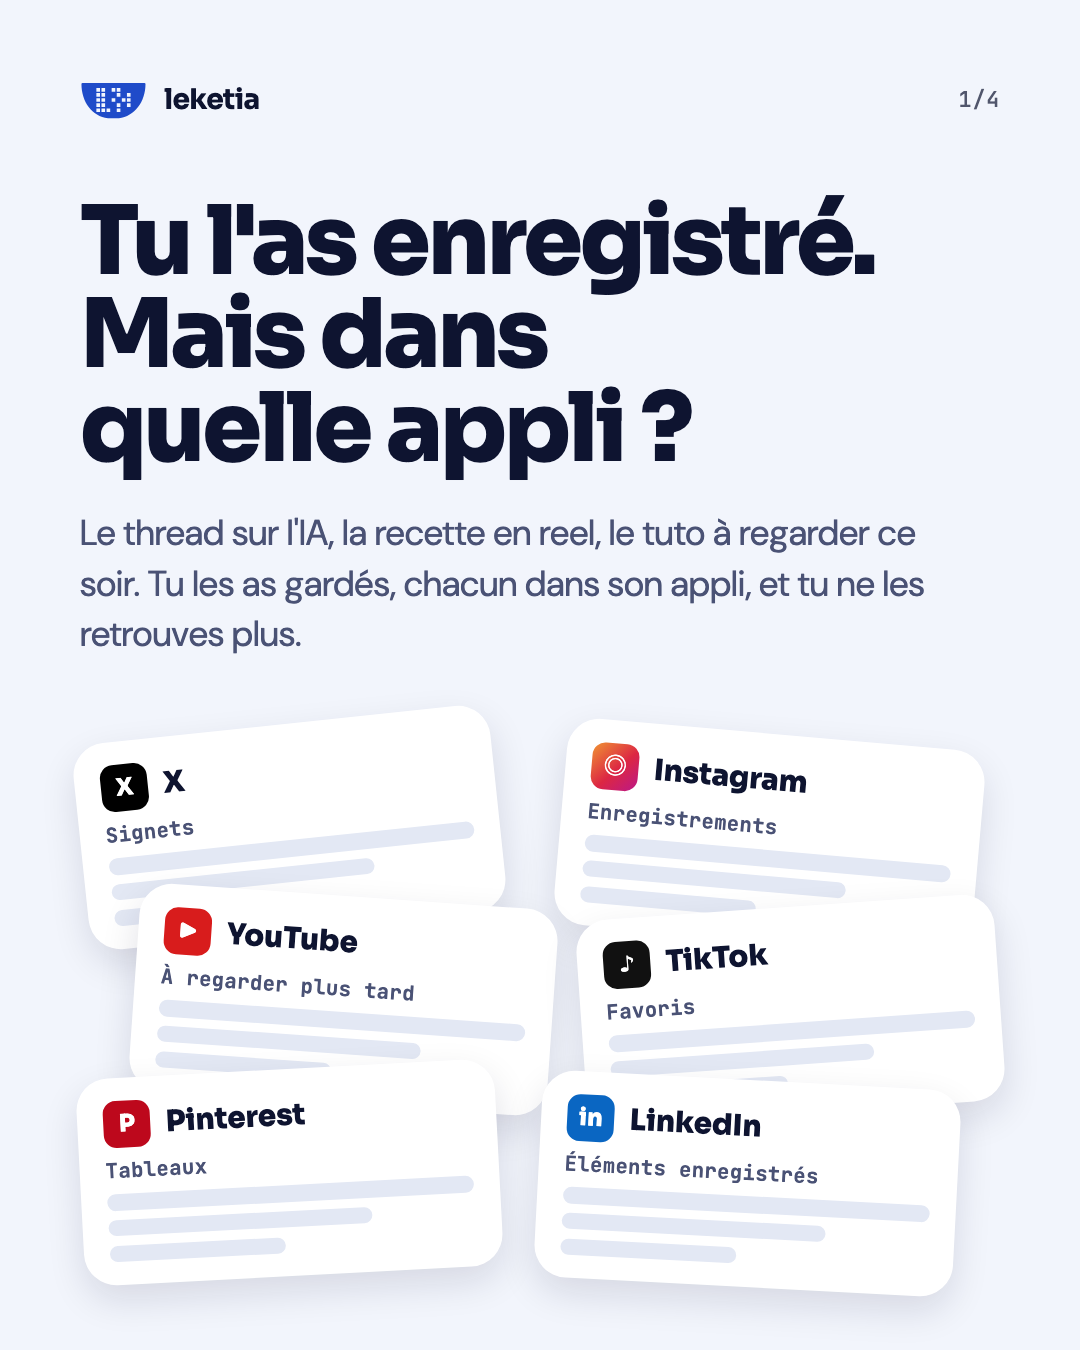 leketia
1/4
Tu l'as enregistré.
Mais dans
quelle appli ?
Le thread sur l'IA, la recette en reel, le tuto à regarder ce
soir. Tu les as gardés, chacun dans son appli, et tu ne les
retrouves plus.
X X
Signets
Instagram
Enregistrements
YouTube
À regarder plus tard
TikTok
Favoris
P Pinterest
Tableaux
in LinkedIn
Éléments enregistrés